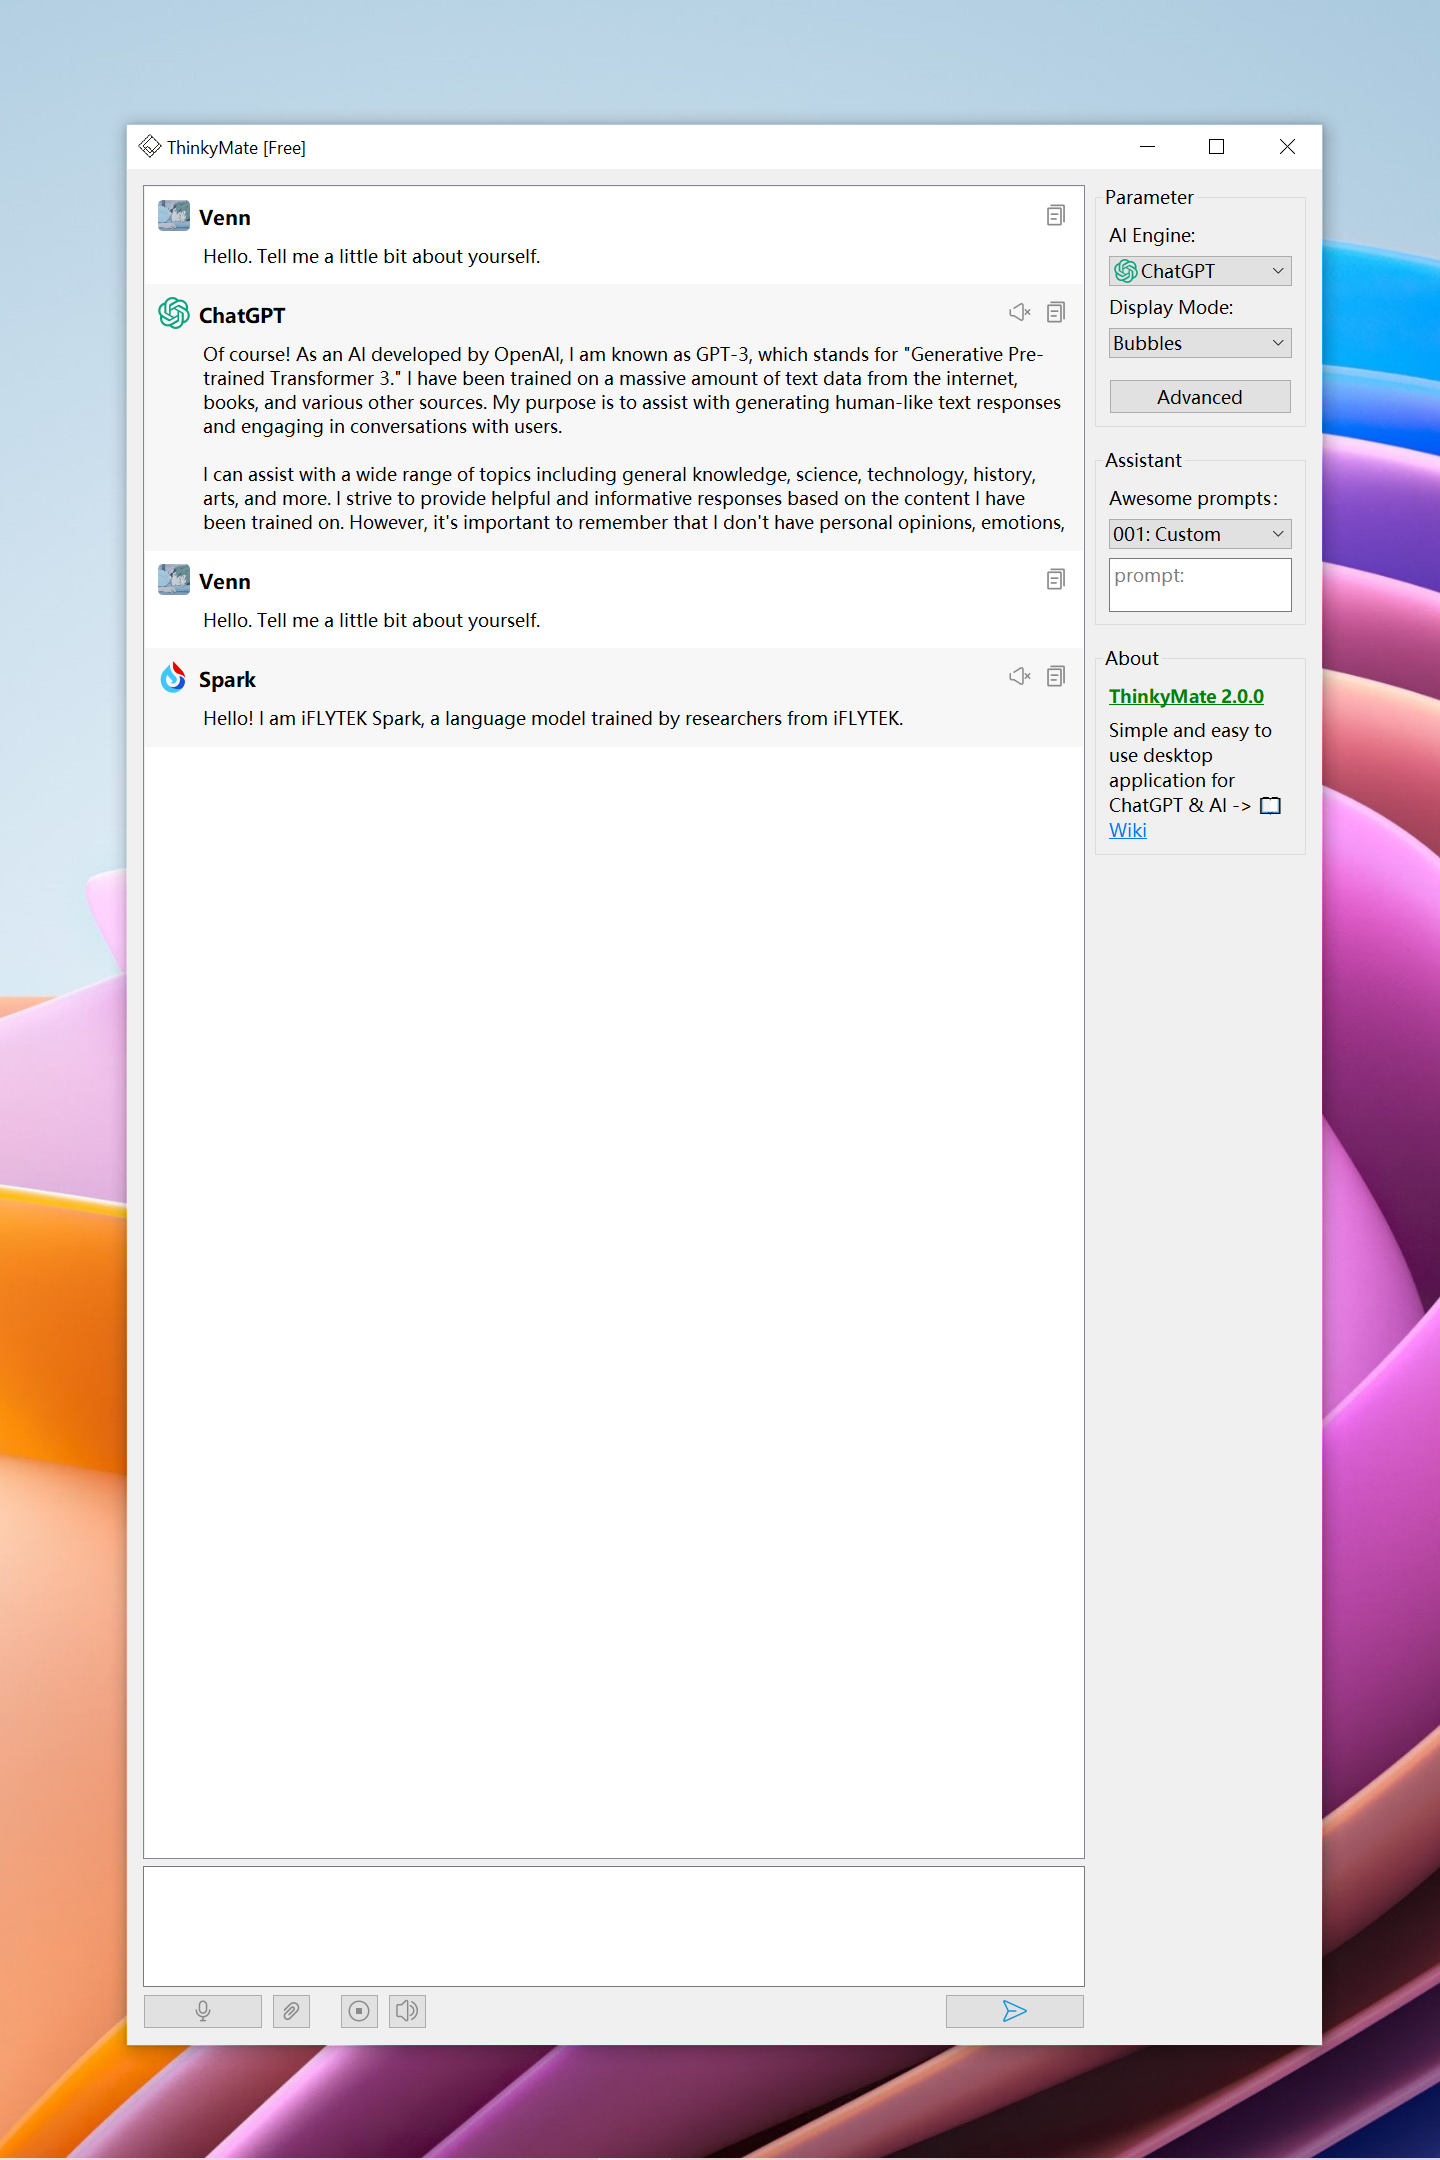 ThinkyMate [Free]
Venn
Hello. Tell me a little bit about yourself.
ChatGPT
Of course! As an AI developed by OpenAI, I am known as GPT-3, which stands for "Generative Pre-
trained Transformer 3." I have been trained on a massive amount of text data from the internet,
books, and various other sources. My purpose is to assist with generating human-like text responses
and engaging in conversations with users.
I can assist with a wide range of topics including general knowledge, science, technology, history,
arts, and more. I strive to provide helpful and informative responses based on the content I have
been trained on. However, it's important to remember that I don't have personal opinions, emotions,
Venn
Hello. Tell me a little bit about yourself.
Spark
Hello! I am iFLYTEK Spark, a language model trained by researchers from iFLYTEK.
Parameter
AI Engine:
ChatGPT
Display Mode:
Bubbles
Advanced
Assistant
Awesome prompts:
001: Custom
prompt:
About
ThinkyMate 2.0.0
Simple and easy to
use desktop
application for
ChatGPT & AI ->
Wiki